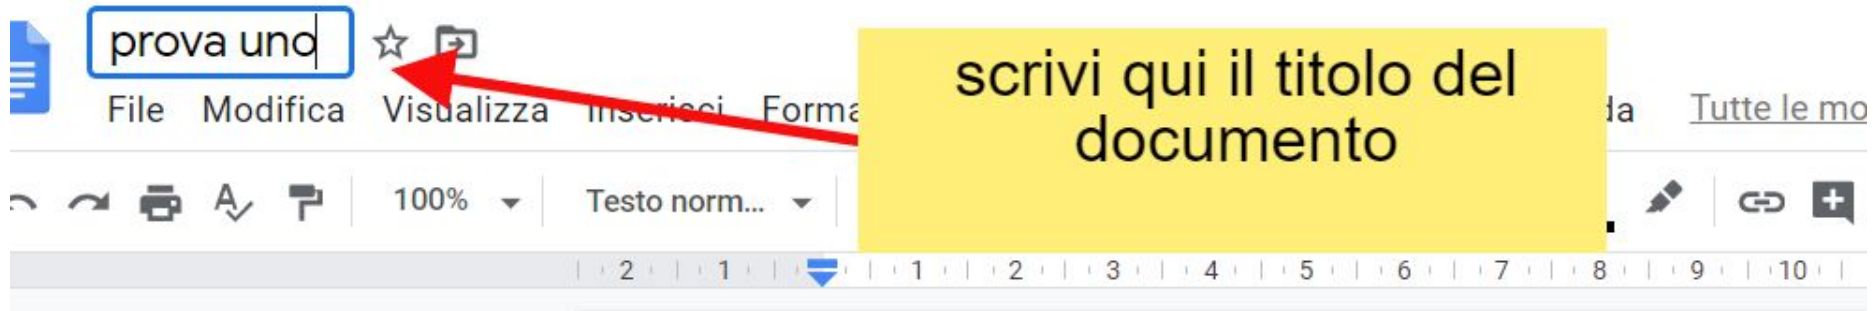 prova uno
scrivi qui il titolo del
documento
File Modifica Visualizza Inserisci Tutte le
100% Testo norm...
2 1 1 2 3 4 5 6 7 8 9 10